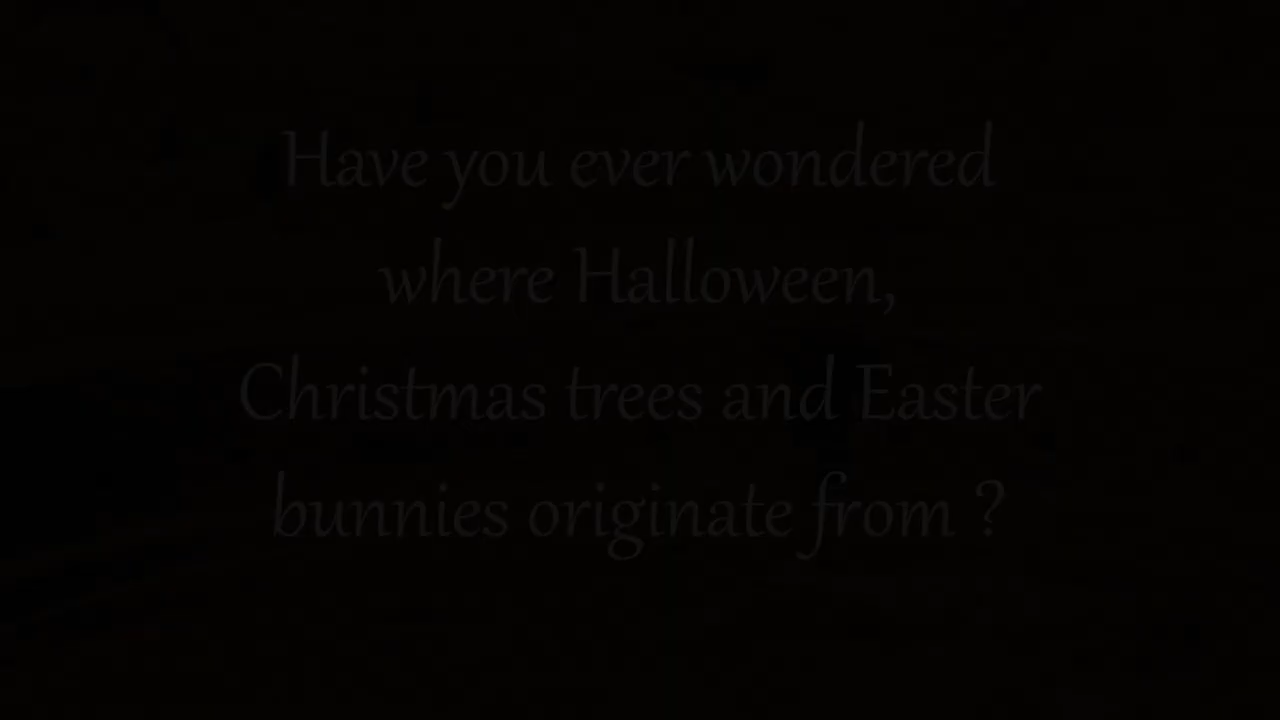 Have you ever wondered
where Halloween,
Christmas trees and Easter
bunnies originate from ?